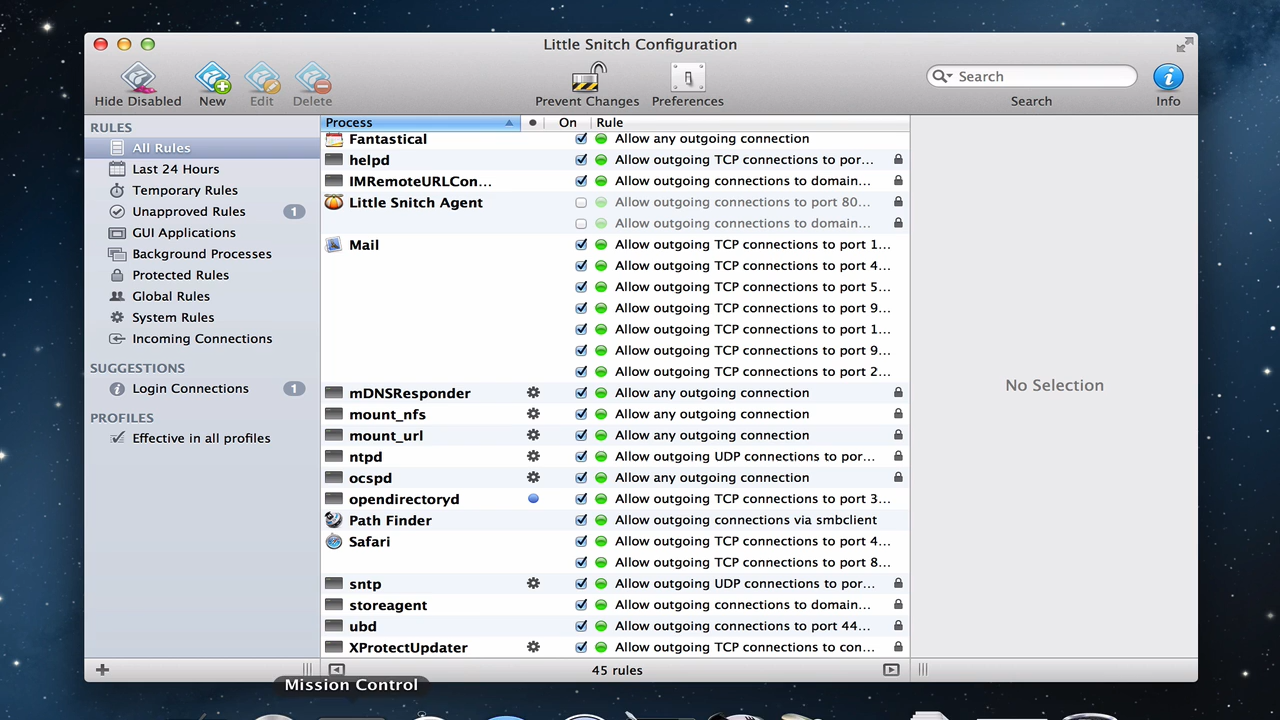 Little Snitch Configuration
Hide Disabled New Edit Delete Prevent Changes Preferences Search Search Info
RULES
All Rules
Last 24 Hours
Temporary Rules
Unapproved Rules 1
GUI Applications
Background Processes
Protected Rules
Global Rules
System Rules
Incoming Connections
SUGGESTIONS
Login Connections 1
PROFILES
Effective in all profiles
Process On Rule
Fantastical Allow any outgoing connection
helpd Allow outgoing TCP connections to por...
IMRemoteURLCon... Allow outgoing connections to domain...
Little Snitch Agent Allow outgoing connections to port 80...
Allow outgoing connections to domain...
Mail Allow outgoing TCP connections to port 1...
Allow outgoing TCP connections to port 4...
Allow outgoing TCP connections to port 5...
Allow outgoing TCP connections to port 9...
Allow outgoing TCP connections to port 1...
Allow outgoing TCP connections to port 9...
Allow outgoing TCP connections to port 2...
mDNSResponder Allow any outgoing connection
mount_nfs Allow any outgoing connection
mount_url Allow any outgoing connection
ntpd Allow outgoing UDP connections to por...
ocspd Allow any outgoing connection
opendirectoryd Allow outgoing TCP connections to port 3...
Path Finder Allow outgoing connections via smbclient
Safari Allow outgoing TCP connections to port 4...
Allow outgoing TCP connections to port 8...
sntp Allow outgoing UDP connections to por...
storeagent Allow outgoing connections to domain...
ubd Allow outgoing connections to port 44...
XProtectUpdater Allow outgoing TCP connections to con...
45 rules
No Selection
Mission Control